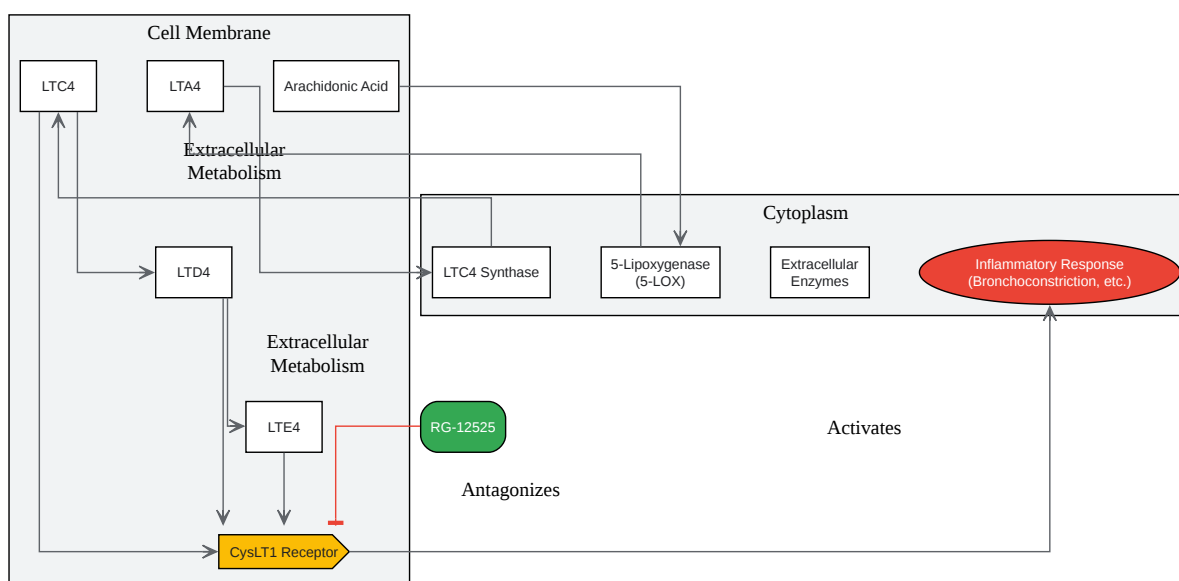 Cell Membrane
LTC4
LTA4
Arachidonic Acid
Extracellular
Metabolism
Cytoplasm
LTD4
LTC4 Synthase
5-Lipoxygenase
(5-LOX)
Extracellular
Enzymes
Inflammatory Response
(Bronchoconstriction, etc.)
Extracellular
Metabolism
LTE4
RG-12525
Activates
Antagonizes
CysLT1 Receptor